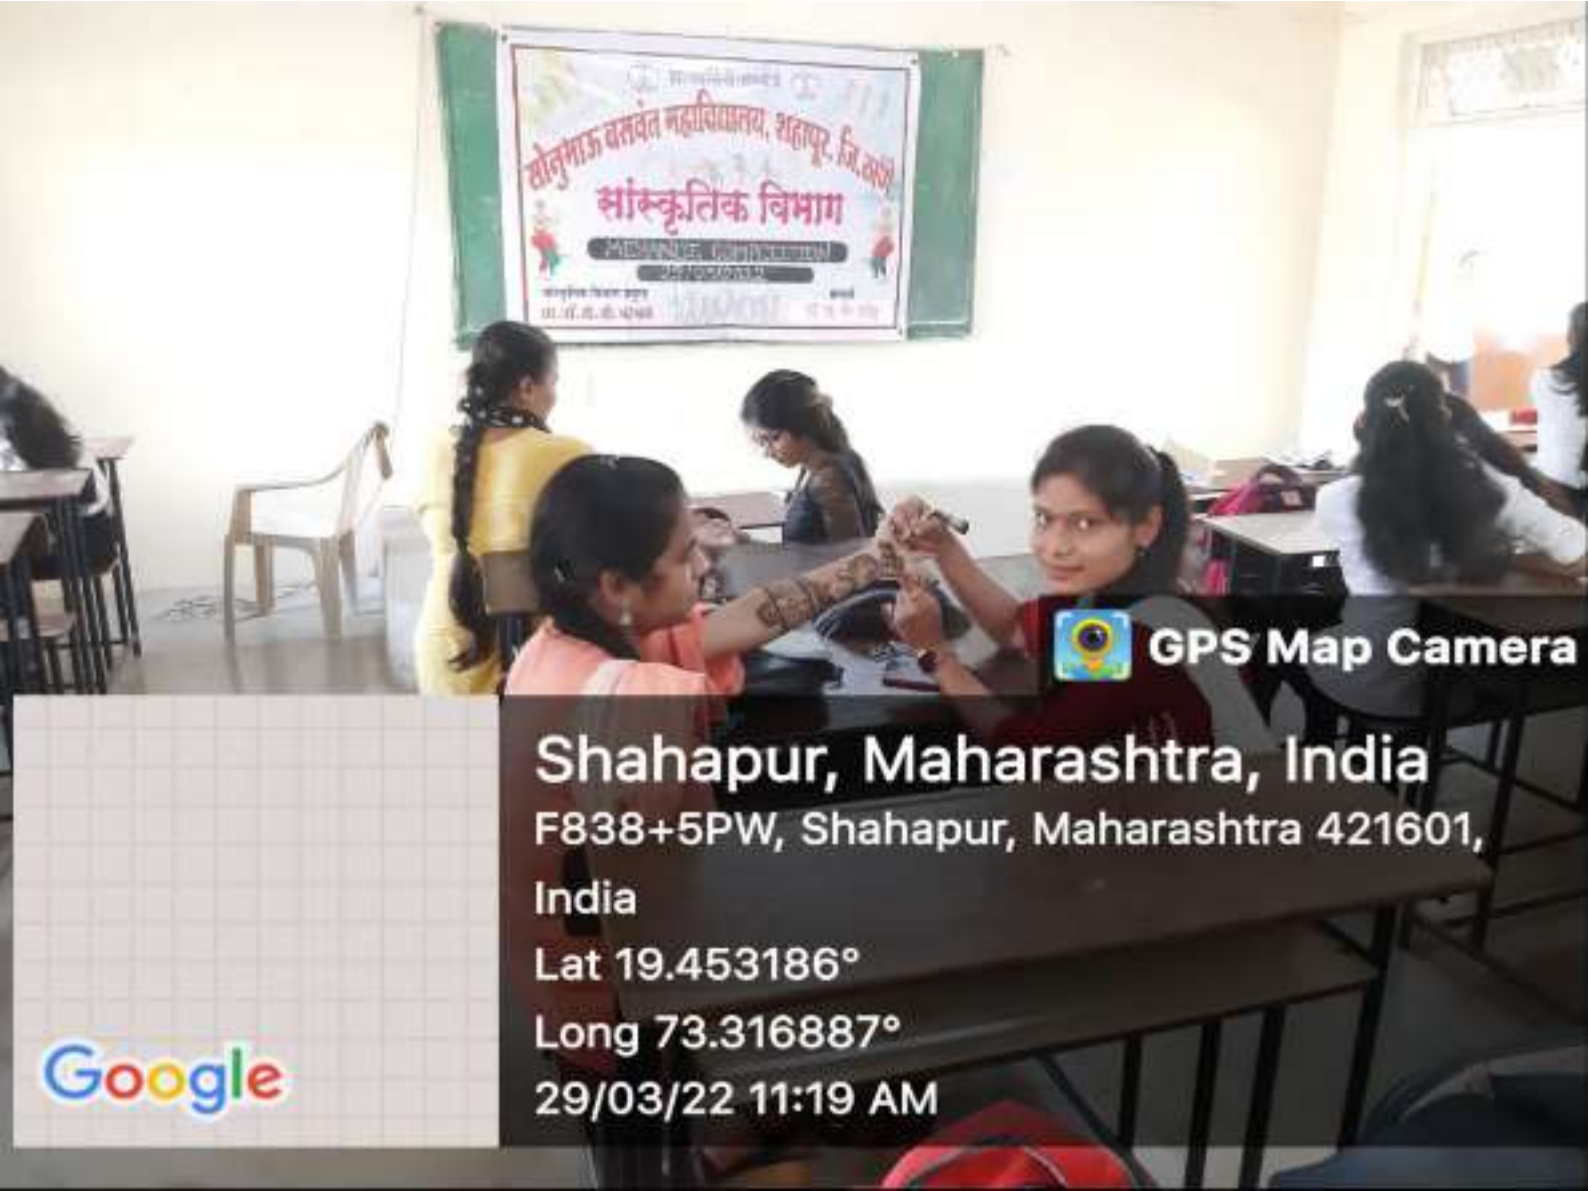 सोनुभाऊ बसवंत महाविद्यालय, शहापूर, जि.ठाणे
सांस्कृतिक विभाग
COMPETITION
GPS Map Camera
Shahapur, Maharashtra, India
F838+5PW, Shahapur, Maharashtra 421601,
India
Lat 19.453186°
Long 73.316887°
29/03/22 11:19 AM
Google